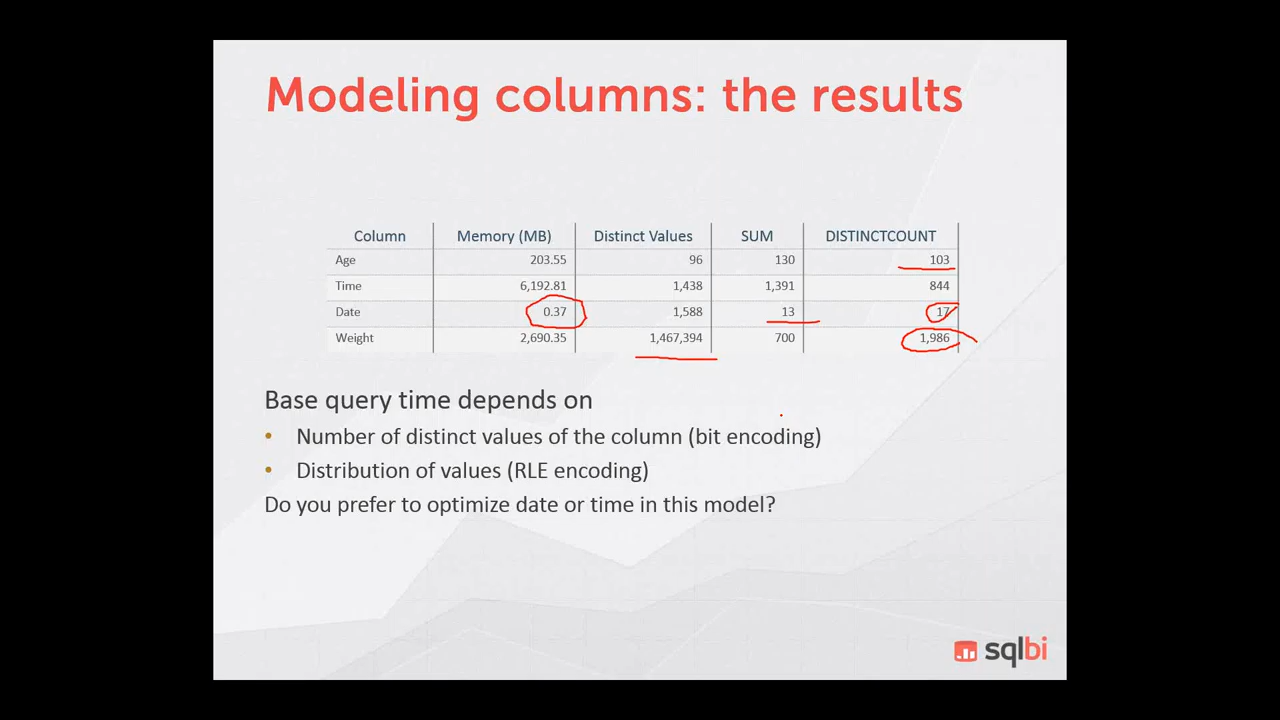 Modeling columns: the results
Column Memory (MB) Distinct Values SUM DISTINCTCOUNT
Age 203.55 96 130 103
Time 6,192.81 1,438 1,391 844
Date 0.37 1,588 13 17
Weight 2,690.35 1,467,394 700 1,986
Base query time depends on
• Number of distinct values of the column (bit encoding)
• Distribution of values (RLE encoding)
Do you prefer to optimize date or time in this model?
sqlbi